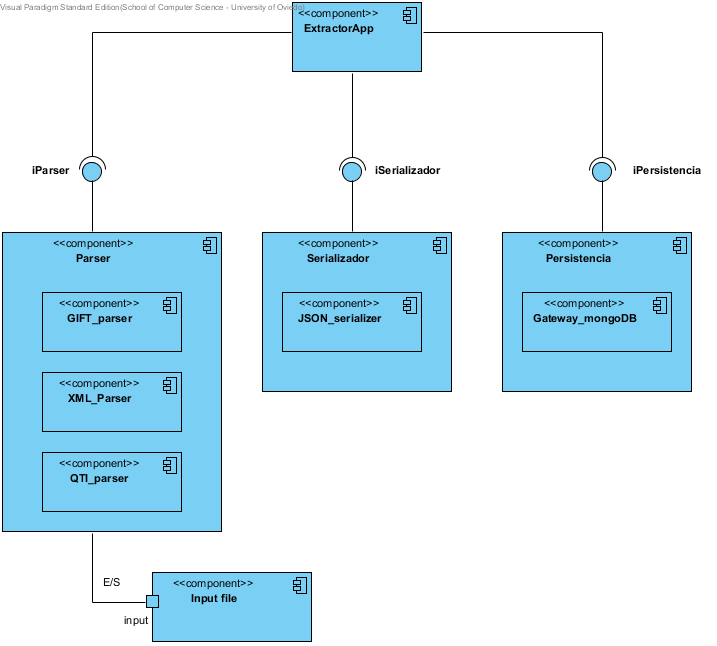 Visual Paradigm Standard Edition(School of Computer Science - University of Oviedo)
<<component>>
ExtractorApp
iParser
iSerializador
iPersistencia
<<component>>
Parser
<<component>>
GIFT_parser
<<component>>
XML_Parser
<<component>>
QTI_parser
<<component>>
Serializador
<<component>>
JSON_serializer
<<component>>
Persistencia
<<component>>
Gateway_mongoDB
E/S
input
<<component>>
Input file